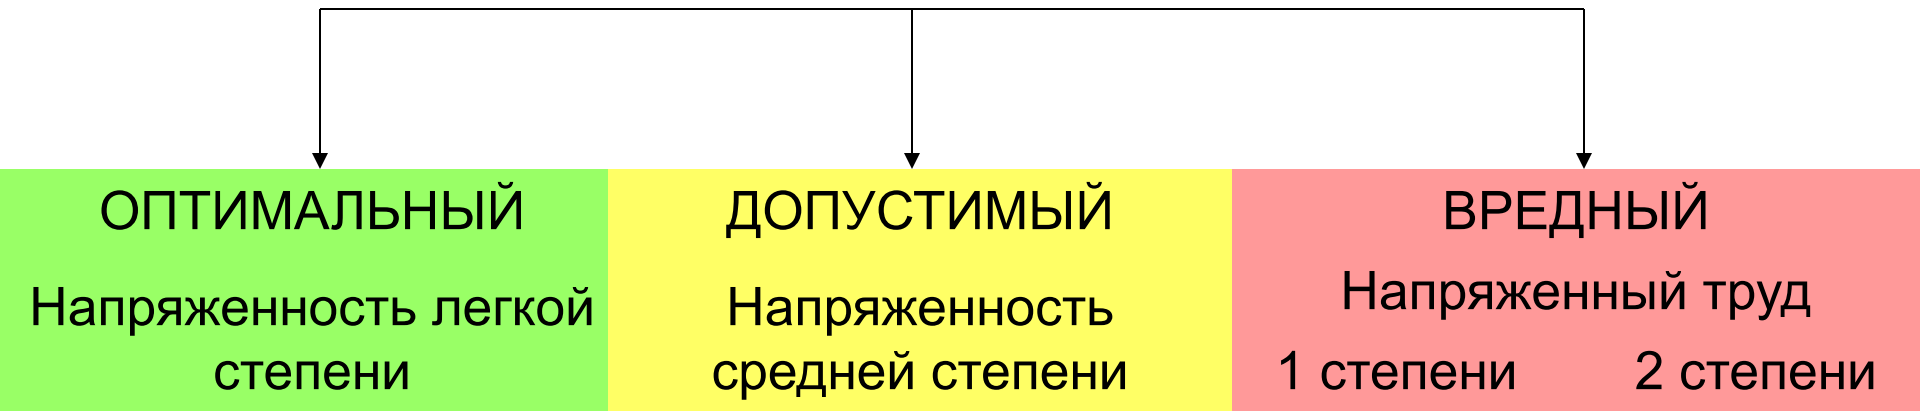 ОПТИМАЛЬНЫЙ
Напряженность легкой
степени
ДОПУСТИМЫЙ
Напряженность
средней степени
ВРЕДНЫЙ
Напряженный труд
1 степени 2 степени